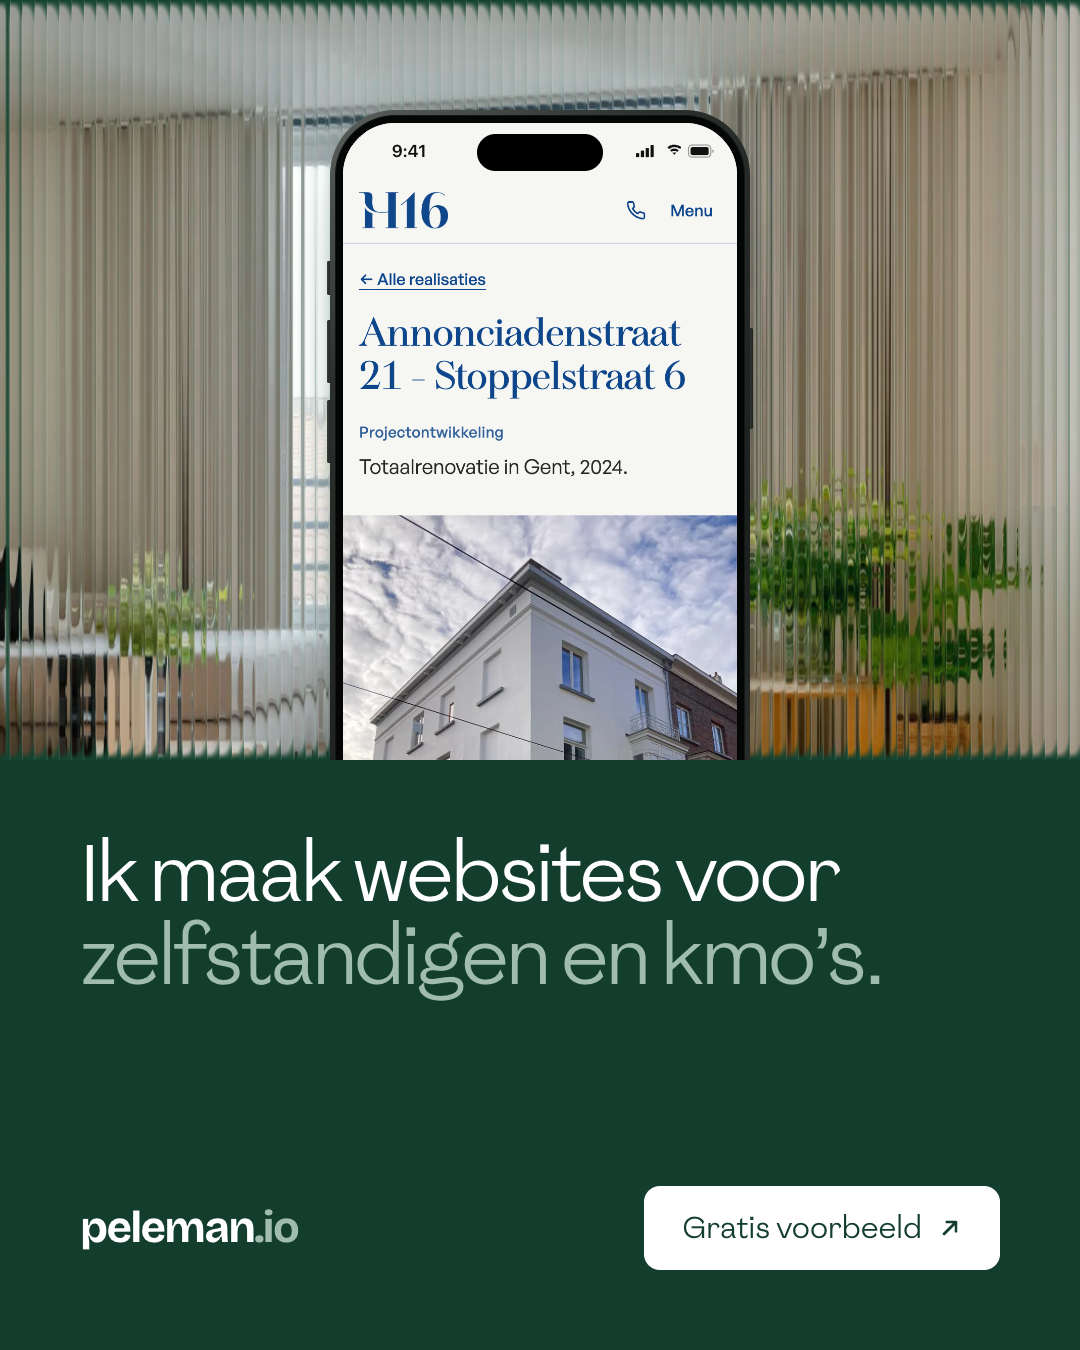 9:41
H16
Menu
← Alle realisaties
Annonciadenstraat
21 - Stoppelstraat 6
Projectontwikkeling
Totaalrenovatie in Gent, 2024.
Ik maak websites voor
zelfstandigen en kmo’s.
peleman.io
Gratis voorbeeld ↗